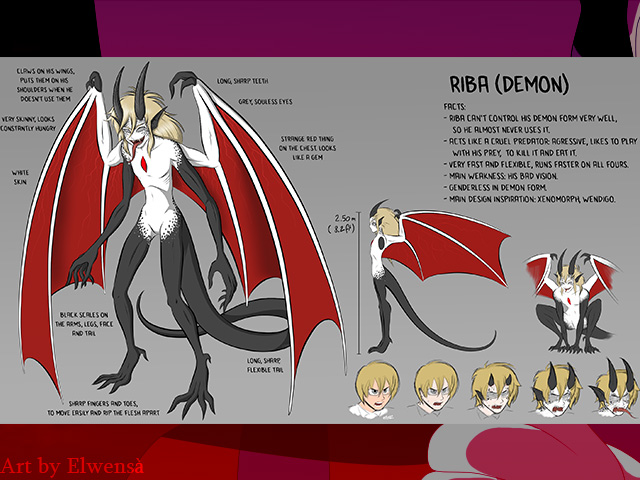 CLAWS ON HIS WINGS,
PUTS THEM ON HIS
SHOULDERS WHEN HE
DOESN'T USE THEM
VERY SKINNY, LOOKS
CONSTANTLY HUNGRY
WHITE
SKIN
LONG, SHARP TEETH
GREY, SOULESS EYES
STRANGE RED THING
ON THE CHEST. LOOKS
LIKE A GEM
BLACK SCALES ON
THE ARMS, LEGS, FACE
AND TAIL
LONG, SHARP
FLEXIBLE TAIL
SHARP FINGERS AND TOES,
TO MOVE EASILY AND RIP THE FLESH APART
RIBA (DEMON)
FACTS:
- RIBA CAN'T CONTROL HIS DEMON FORM VERY WELL,
SO HE ALMOST NEVER USES IT.
- ACTS LIKE A CRUEL PREDATOR: AGRESSIVE, LIKES TO PLAY
WITH HIS PREY, TO KILL IT AND EAT IT.
- VERY FAST AND FLEXIBLE, RUNS FASTER ON ALL FOURS.
- MAIN WEAKNESS: HIS BAD VISION.
- GENDERLESS IN DEMON FORM.
- MAIN DESIGN INSPIRATION: XENOMORPH, WENDIGO.
2.50 m
(8.2 ft)
Art by Elwensà